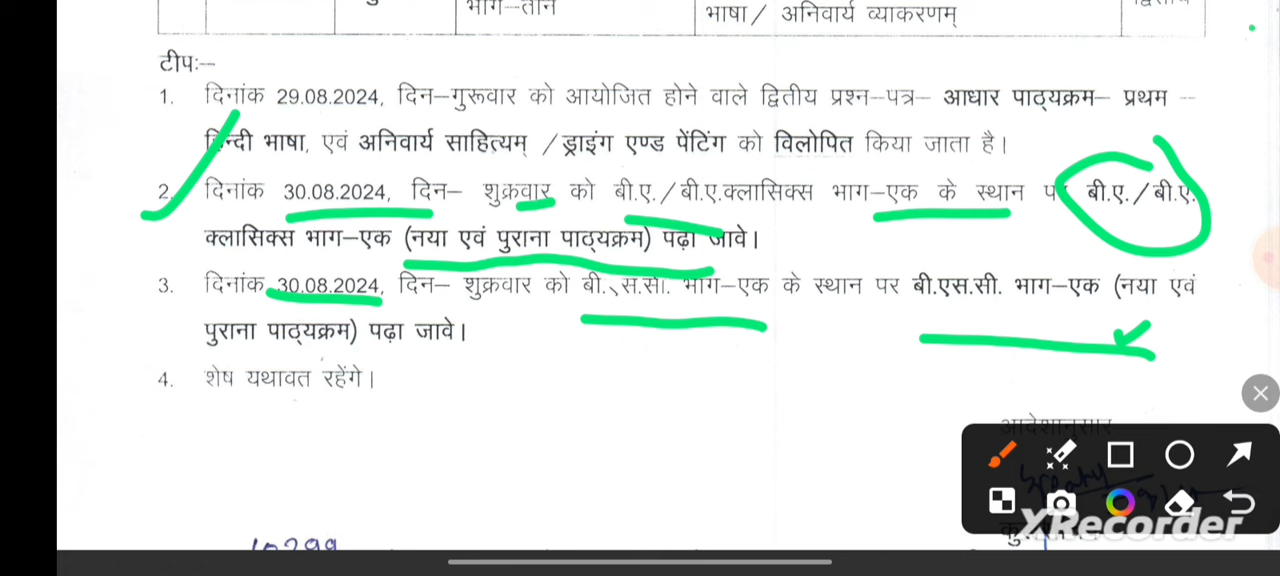 भाग–तीन
भाषा / अनिवार्य व्याकरणम्
टीपः–
1. दिनांक 29.08.2024, दिन–गुरूवार को आयोजित होने वाले द्वितीय प्रश्न–पत्र– आधार पाठ्यक्रम– प्रथम –
हिन्दी भाषा, एवं अनिवार्य साहित्यम् / ड्राइंग एण्ड पेंटिंग को विलोपित किया जाता है।
2. दिनांक 30.08.2024, दिन– शुक्रवार को बी.ए./बी.ए.क्लासिक्स भाग–एक के स्थान पर बी.ए./बी.ए.
क्लासिक्स भाग–एक (नया एवं पुराना पाठ्यक्रम) पढ़ा जावे।
3. दिनांक 30.08.2024, दिन– शुक्रवार को बी.एस.सी. भाग–एक के स्थान पर बी.एस.सी. भाग–एक (नया एवं
पुराना पाठ्यक्रम) पढ़ा जावे।
4. शेष यथावत रहेंगे।
आदेशानुसार
XRecorder
10299